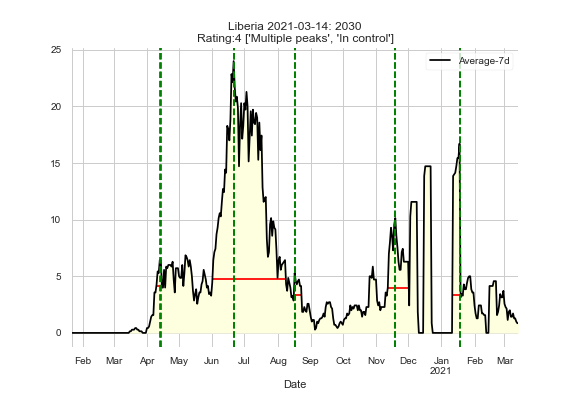 Liberia 2021-03-14: 2030
Rating:4 ['Multiple peaks', 'In control']
Average-7d
25
20
15
10
5
0
Feb Mar Apr May Jun Jul Aug Sep Oct Nov Dec Jan Feb Mar
2021
Date